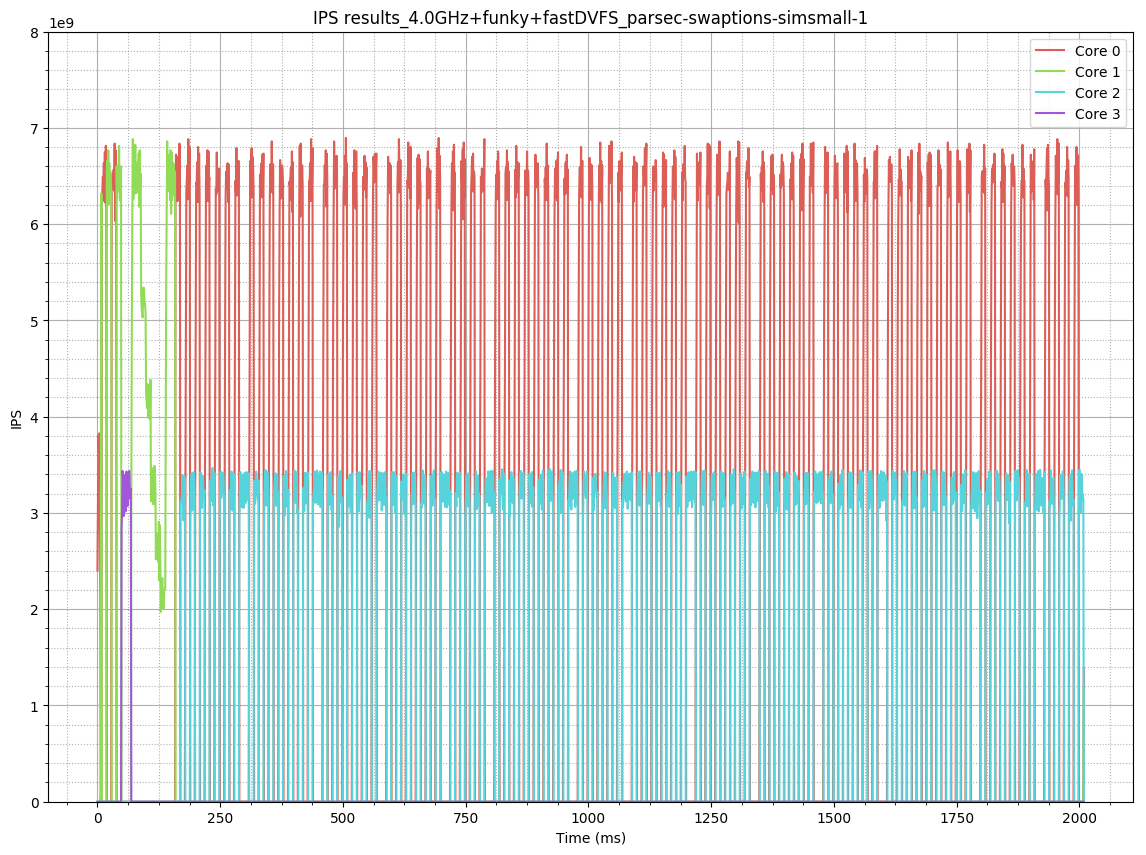 IPS results_4.0GHz+funky+fastDVFS_parsec-swaptions-simsmall-1
1e9
8
7
6
5
4
3
2
1
0
IPS
Core 0
Core 1
Core 2
Core 3
0 250 500 750 1000 1250 1500 1750 2000
Time (ms)